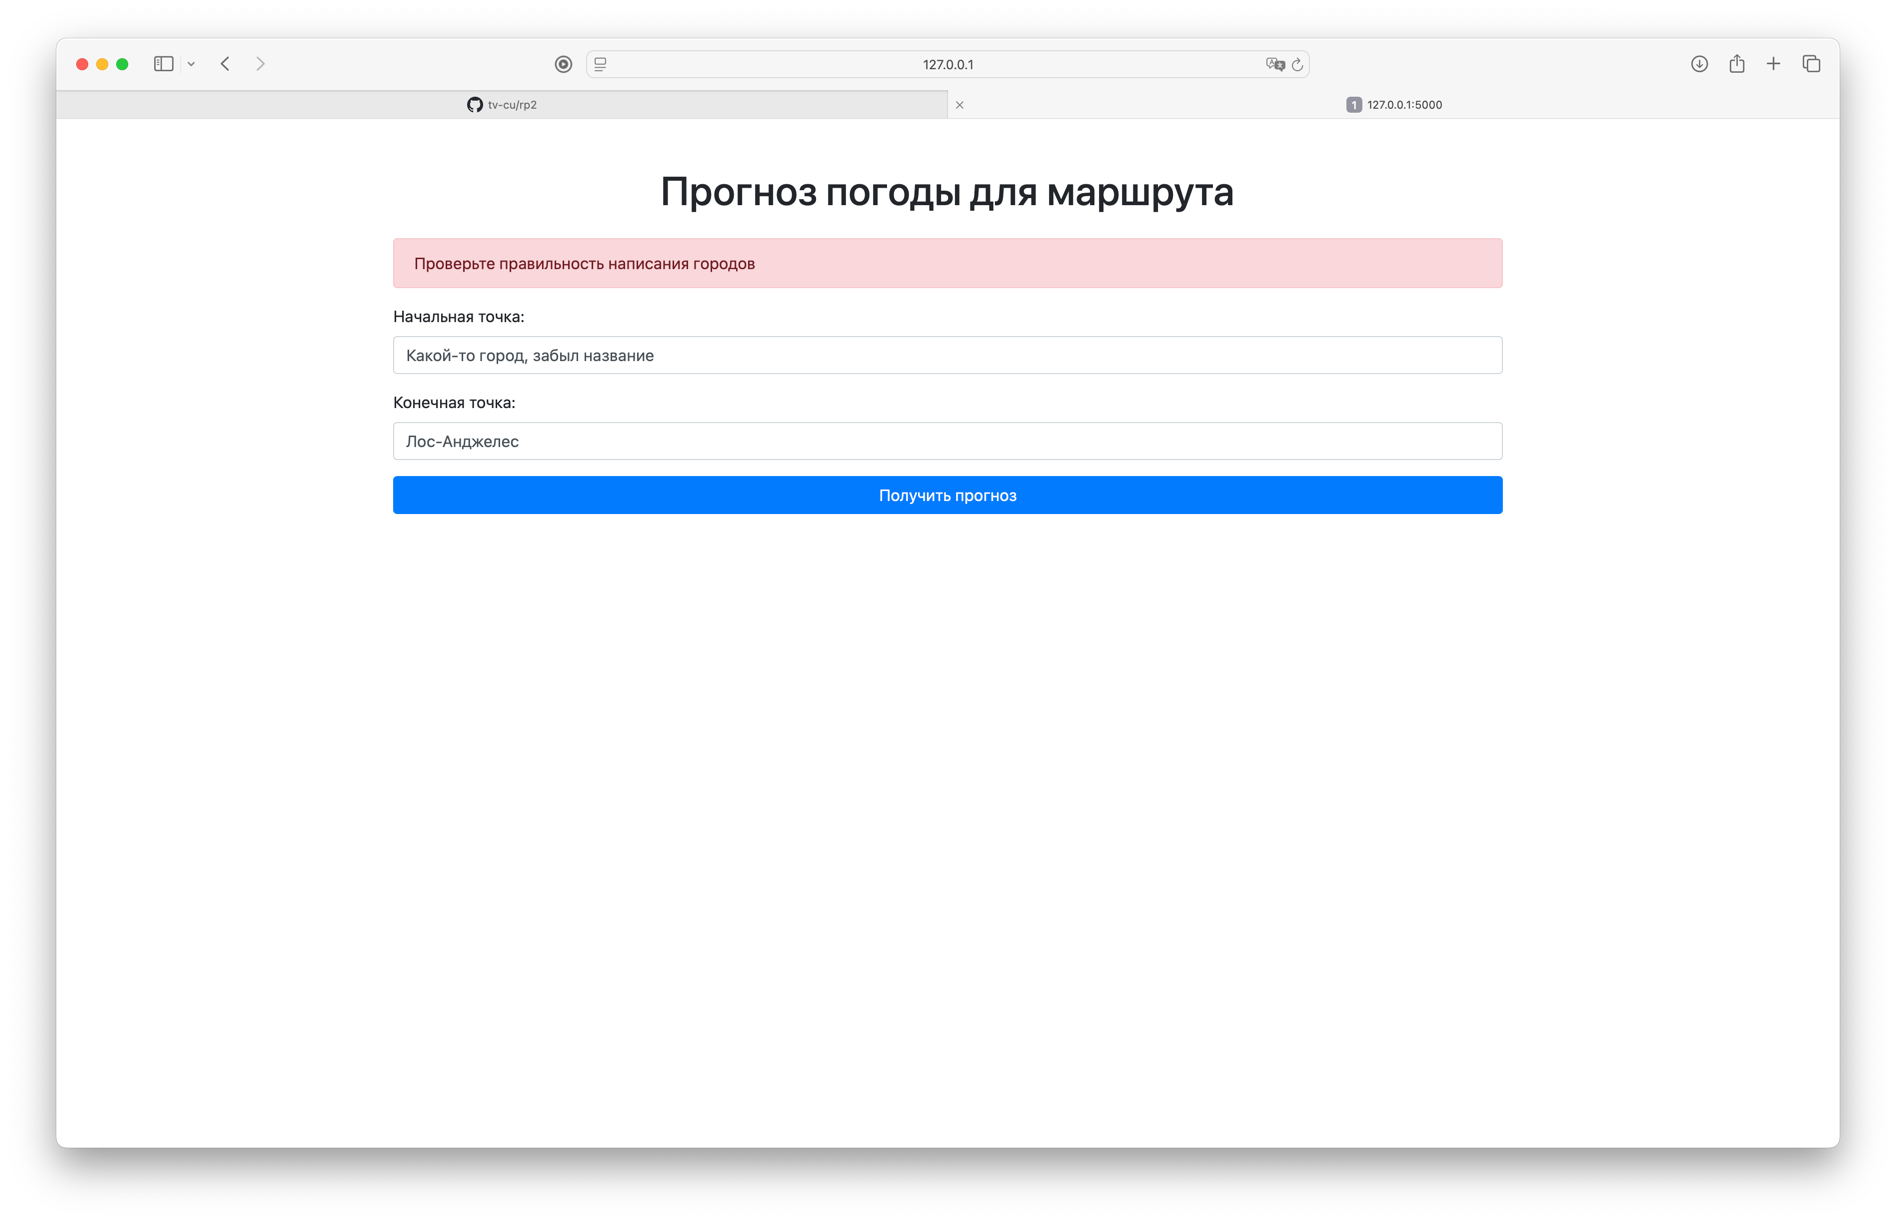 127.0.0.1
tv-cu/rp2
1 127.0.0.1:5000
Прогноз погоды для маршрута
Проверьте правильность написания городов
Начальная точка:
Какой-то город, забыл название
Конечная точка:
Лос-Анджелес
Получить прогноз